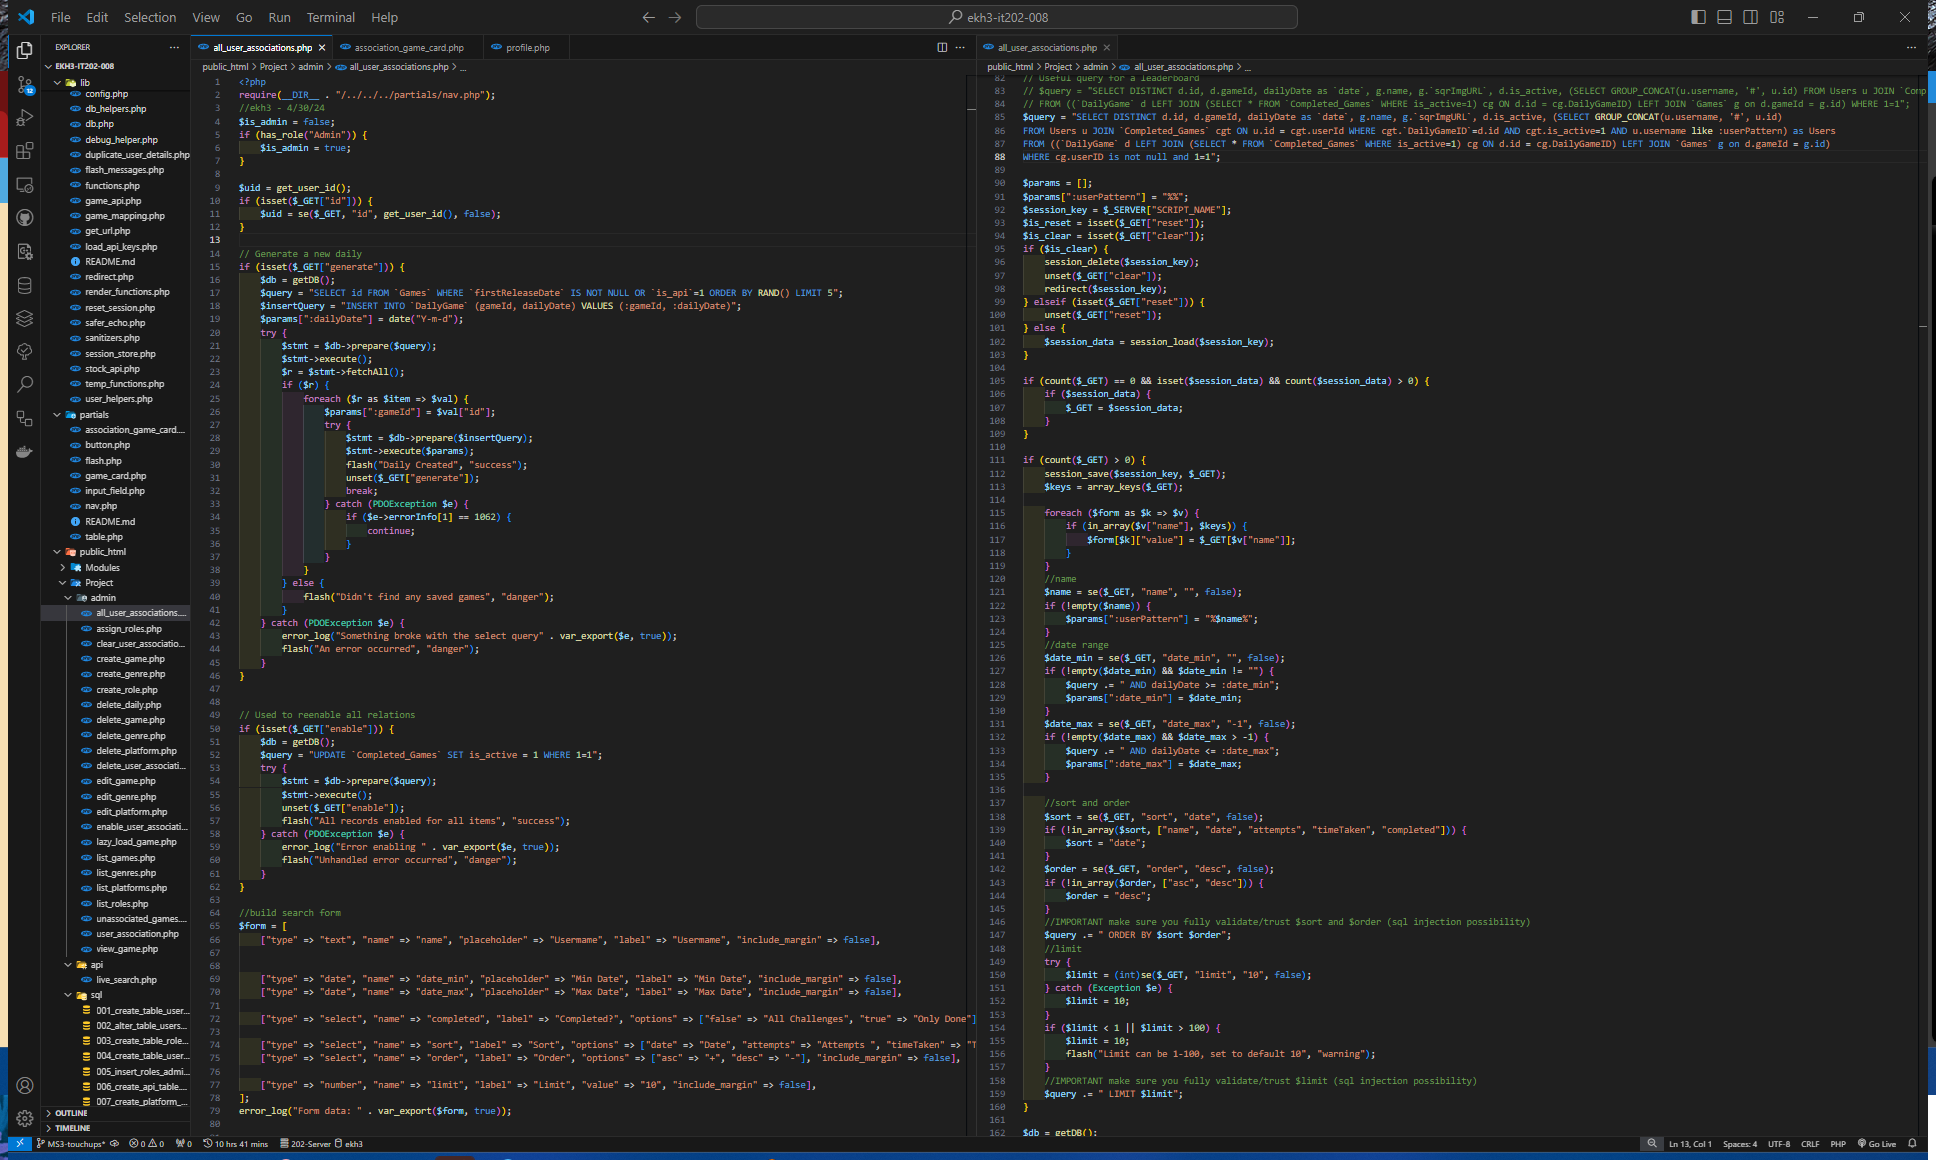 File Edit Selection View Go Run Terminal Help
ekh3-it202-008
EXPLORER
EKH3-IT202-008
lib
config.php
db_helpers.php
db.php
debug_helper.php
duplicate_user_details.php
flash_messages.php
functions.php
game_api.php
game_mapping.php
get_url.php
load_api_keys.php
README.md
redirect.php
render_functions.php
reset_session.php
safer_echo.php
sanitizers.php
session_store.php
stock_api.php
temp_functions.php
user_helpers.php
partials
association_game_card....
button.php
flash.php
game_card.php
input_field.php
nav.php
README.md
table.php
public_html
Modules
Project
admin
all_user_associations....
assign_roles.php
clear_user_associatio...
create_game.php
create_genre.php
create_role.php
delete_daily.php
delete_game.php
delete_genre.php
delete_platform.php
delete_user_associati...
edit_game.php
edit_genre.php
edit_platform.php
enable_user_associati...
lazy_load_game.php
list_games.php
list_genres.php
list_platforms.php
list_roles.php
unassociated_games....
user_association.php
view_game.php
api
live_search.php
sql
001_create_table_user...
002_alter_table_users...
003_create_table_role...
004_create_table_user...
005_insert_roles_admi...
006_create_api_table....
007_create_platform_...
OUTLINE
TIMELINE
all_user_associations.php association_game_card.php profile.php
public_html > Project > admin > all_user_associations.php > ...
1 <?php
2 require(__DIR__ . "/../../../partials/nav.php");
3 //ekh3 - 4/30/24
4 $is_admin = false;
5 if (has_role("Admin")) {
6 $is_admin = true;
7 }
8
9 $uid = get_user_id();
10 if (isset($_GET["id"])) {
11 $uid = se($_GET, "id", get_user_id(), false);
12 }
13
14 // Generate a new daily
15 if (isset($_GET["generate"])) {
16 $db = getDB();
17 $query = "SELECT id FROM `Games` WHERE `firstReleaseDate` IS NOT NULL OR `is_api`=1 ORDER BY RAND() LIMIT 5";
18 $insertQuery = "INSERT INTO `DailyGame` (gameId, dailyDate) VALUES (:gameId, :dailyDate)";
19 $params[":dailyDate"] = date("Y-m-d");
20 try {
21 $stmt = $db->prepare($query);
22 $stmt->execute();
23 $r = $stmt->fetchAll();
24 if ($r) {
25 foreach ($r as $item => $val) {
26 $params[":gameId"] = $val["id"];
27 try {
28 $stmt = $db->prepare($insertQuery);
29 $stmt->execute($params);
30 flash("Daily Created", "success");
31 unset($_GET["generate"]);
32 break;
33 } catch (PDOException $e) {
34 if ($e->errorInfo[1] == 1062) {
35 continue;
36 }
37 }
38 }
39 } else {
40 flash("Didn't find any saved games", "danger");
41 }
42 } catch (PDOException $e) {
43 error_log("Something broke with the select query" . var_export($e, true));
44 flash("An error occurred", "danger");
45 }
46 }
47
48
49 // Used to reenable all relations
50 if (isset($_GET["enable"])) {
51 $db = getDB();
52 $query = "UPDATE `Completed_Games` SET is_active = 1 WHERE 1=1";
53 try {
54 $stmt = $db->prepare($query);
55 $stmt->execute();
56 unset($_GET["enable"]);
57 flash("All records enabled for all items", "success");
58 } catch (PDOException $e) {
59 error_log("Error enabling " . var_export($e, true));
60 flash("Unhandled error occurred", "danger");
61 }
62 }
63
64 //build search form
65 $form = [
66 ["type" => "text", "name" => "name", "placeholder" => "Username", "label" => "Username", "include_margin" => false],
67
68
69 ["type" => "date", "name" => "date_min", "placeholder" => "Min Date", "label" => "Min Date", "include_margin" => false],
70 ["type" => "date", "name" => "date_max", "placeholder" => "Max Date", "label" => "Max Date", "include_margin" => false],
71
72 ["type" => "select", "name" => "completed", "label" => "Completed?", "options" => ["false" => "All Challenges", "true" => "Only Done"]
73
74 ["type" => "select", "name" => "sort", "label" => "Sort", "options" => ["date" => "Date", "attempts" => "Attempts ", "timeTaken" => "T
75 ["type" => "select", "name" => "order", "label" => "Order", "options" => ["asc" => "+", "desc" => "-"], "include_margin" => false],
76
77 ["type" => "number", "name" => "limit", "label" => "Limit", "value" => "10", "include_margin" => false],
78 ];
79 error_log("Form data: " . var_export($form, true));
80
all_user_associations.php
public_html > Project > admin > all_user_associations.php > ...
82 // Useful query for a leaderboard
83 // $query = "SELECT DISTINCT d.id, d.gameId, dailyDate as `date`, g.name, g.`sqrImgURL`, d.is_active, (SELECT GROUP_CONCAT(u.username, '#', u.id) FROM Users u JOIN `Comp
84 // FROM ((`DailyGame` d LEFT JOIN (SELECT * FROM `Completed_Games` WHERE is_active=1) cg ON d.id = cg.DailyGameID) LEFT JOIN `Games` g on d.gameId = g.id) WHERE 1=1";
85 $query = "SELECT DISTINCT d.id, d.gameId, dailyDate as `date`, g.name, g.`sqrImgURL`, d.is_active, (SELECT GROUP_CONCAT(u.username, '#', u.id)
86 FROM Users u JOIN `Completed_Games` cgt ON u.id = cgt.userId WHERE cgt.`DailyGameID`=d.id AND cgt.is_active=1 AND u.username like :userPattern) as Users
87 FROM ((`DailyGame` d LEFT JOIN (SELECT * FROM `Completed_Games` WHERE is_active=1) cg ON d.id = cg.DailyGameID) LEFT JOIN `Games` g on d.gameId = g.id)
88 WHERE cg.userID is not null and 1=1";
89
90 $params = [];
91 $params[":userPattern"] = "%%";
92 $session_key = $_SERVER["SCRIPT_NAME"];
93 $is_reset = isset($_GET["reset"]);
94 $is_clear = isset($_GET["clear"]);
95 if ($is_clear) {
96 session_delete($session_key);
97 unset($_GET["clear"]);
98 redirect($session_key);
99 } elseif (isset($_GET["reset"])) {
100 unset($_GET["reset"]);
101 } else {
102 $session_data = session_load($session_key);
103 }
104
105 if (count($_GET) == 0 && isset($session_data) && count($session_data) > 0) {
106 if ($session_data) {
107 $_GET = $session_data;
108 }
109 }
110
111 if (count($_GET) > 0) {
112 session_save($session_key, $_GET);
113 $keys = array_keys($_GET);
114
115 foreach ($form as $k => $v) {
116 if (in_array($v["name"], $keys)) {
117 $form[$k]["value"] = $_GET[$v["name"]];
118 }
119 }
120 //name
121 $name = se($_GET, "name", "", false);
122 if (!empty($name)) {
123 $params[":userPattern"] = "%$name%";
124 }
125 //date range
126 $date_min = se($_GET, "date_min", "", false);
127 if (!empty($date_min) && $date_min != "") {
128 $query .= " AND dailyDate >= :date_min";
129 $params[":date_min"] = $date_min;
130 }
131 $date_max = se($_GET, "date_max", "-1", false);
132 if (!empty($date_max) && $date_max > -1) {
133 $query .= " AND dailyDate <= :date_max";
134 $params[":date_max"] = $date_max;
135 }
136
137 //sort and order
138 $sort = se($_GET, "sort", "date", false);
139 if (!in_array($sort, ["name", "date", "attempts", "timeTaken", "completed"])) {
140 $sort = "date";
141 }
142 $order = se($_GET, "order", "desc", false);
143 if (!in_array($order, ["asc", "desc"])) {
144 $order = "desc";
145 }
146 //IMPORTANT make sure you fully validate/trust $sort and $order (sql injection possibility)
147 $query .= " ORDER BY $sort $order";
148 //limit
149 try {
150 $limit = (int)se($_GET, "limit", "10", false);
151 } catch (Exception $e) {
152 $limit = 10;
153 }
154 if ($limit < 1 || $limit > 100) {
155 $limit = 10;
156 flash("Limit can be 1-100, set to default 10", "warning");
157 }
158 //IMPORTANT make sure you fully validate/trust $limit (sql injection possibility)
159 $query .= " LIMIT $limit";
160 }
161
162 $db = getDB();
MS3-touchups* 0 0 0 10 hrs 41 mins 202-Server ekh3 Ln 13, Col 1 Spaces: 4 UTF-8 CRLF PHP Go Live